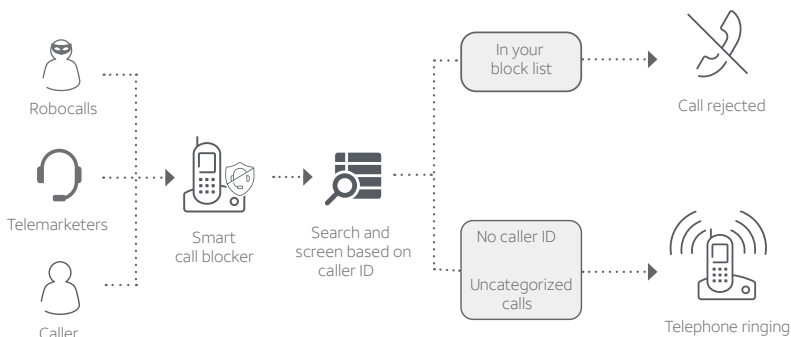 Robocalls
Telemarketers
Caller
Smart
call blocker
Search and
screen based on
caller ID
In your
block list
Call rejected
No caller ID
Uncategorized
calls
Telephone ringing